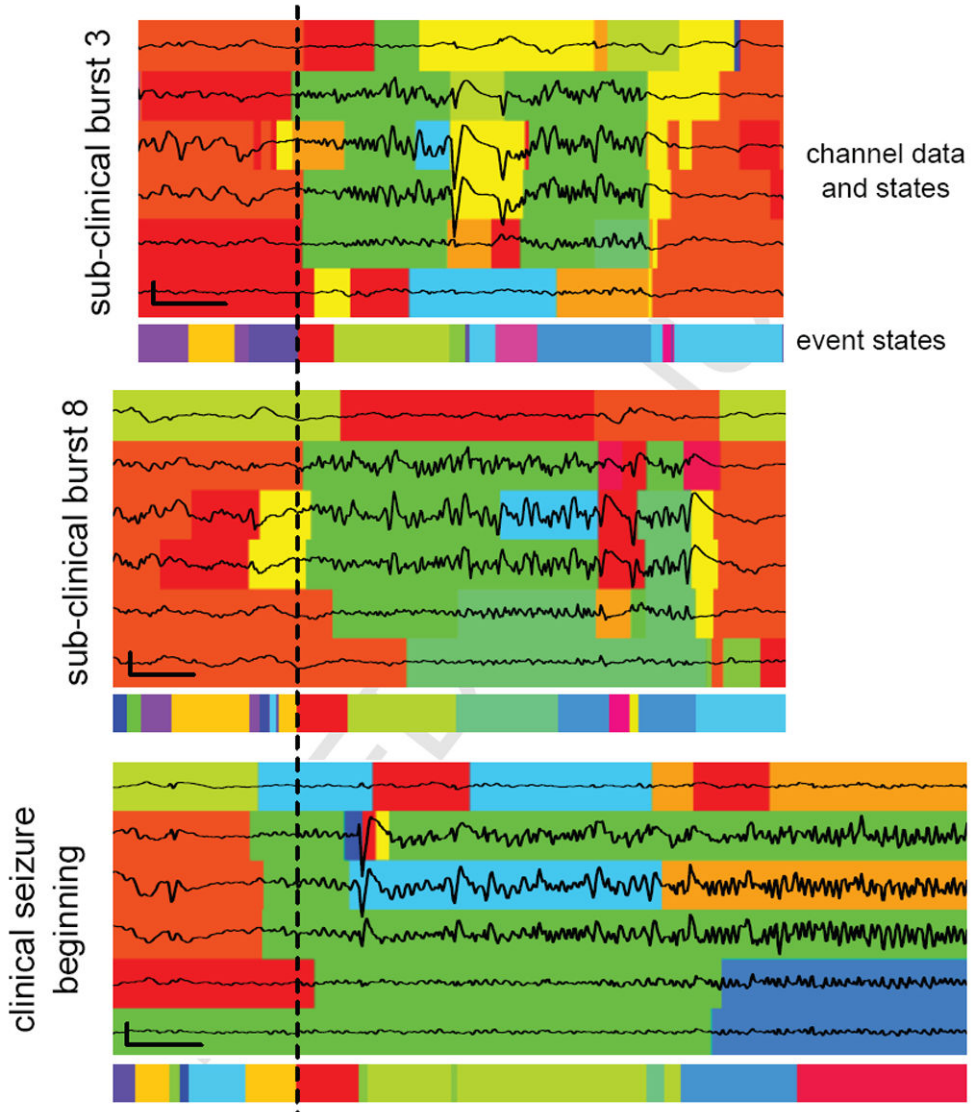 sub-clinical burst 3
channel data
and states
event states
sub-clinical burst 8
clinical seizure
beginning